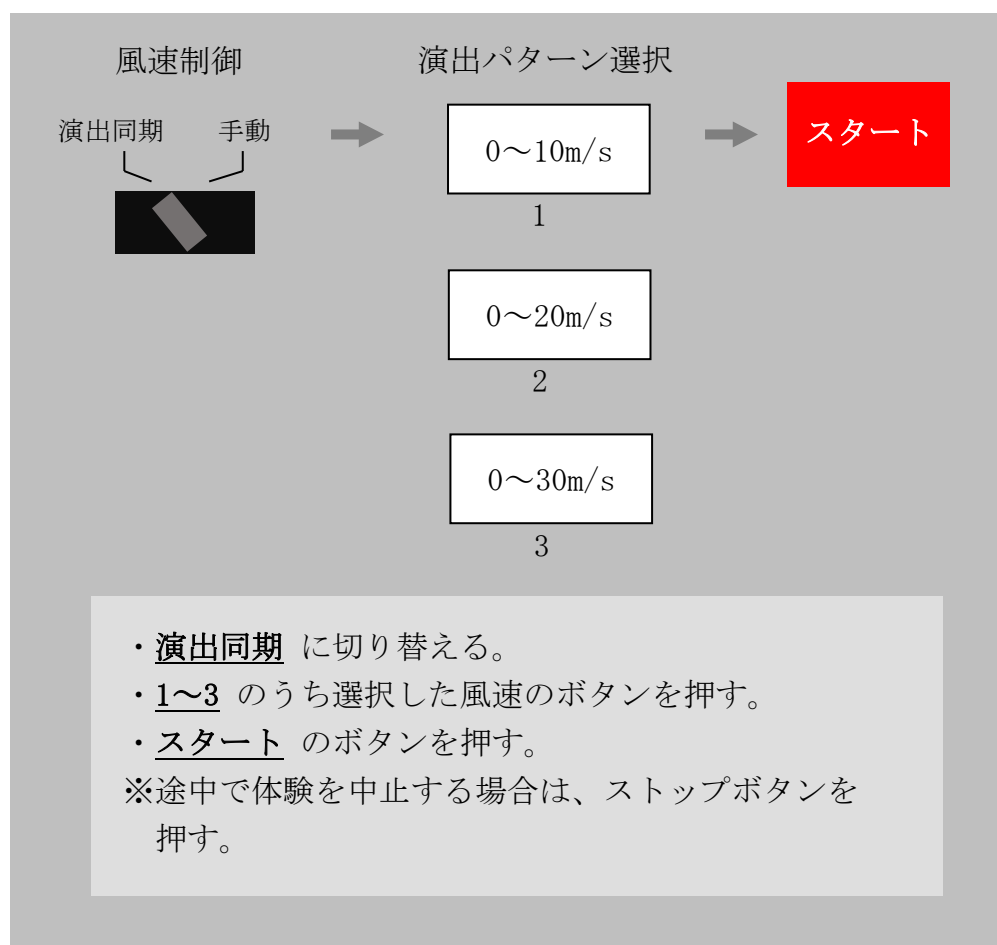 風速制御
演出パターン選択
演出同期
手動
0～10m/s
スタート
1
0～20m/s
2
0～30m/s
3
・演出同期 に切り替える。
・1～3 のうち選択した風速のボタンを押す。
・スタート のボタンを押す。
※途中で体験を中止する場合は、ストップボタンを
押す。